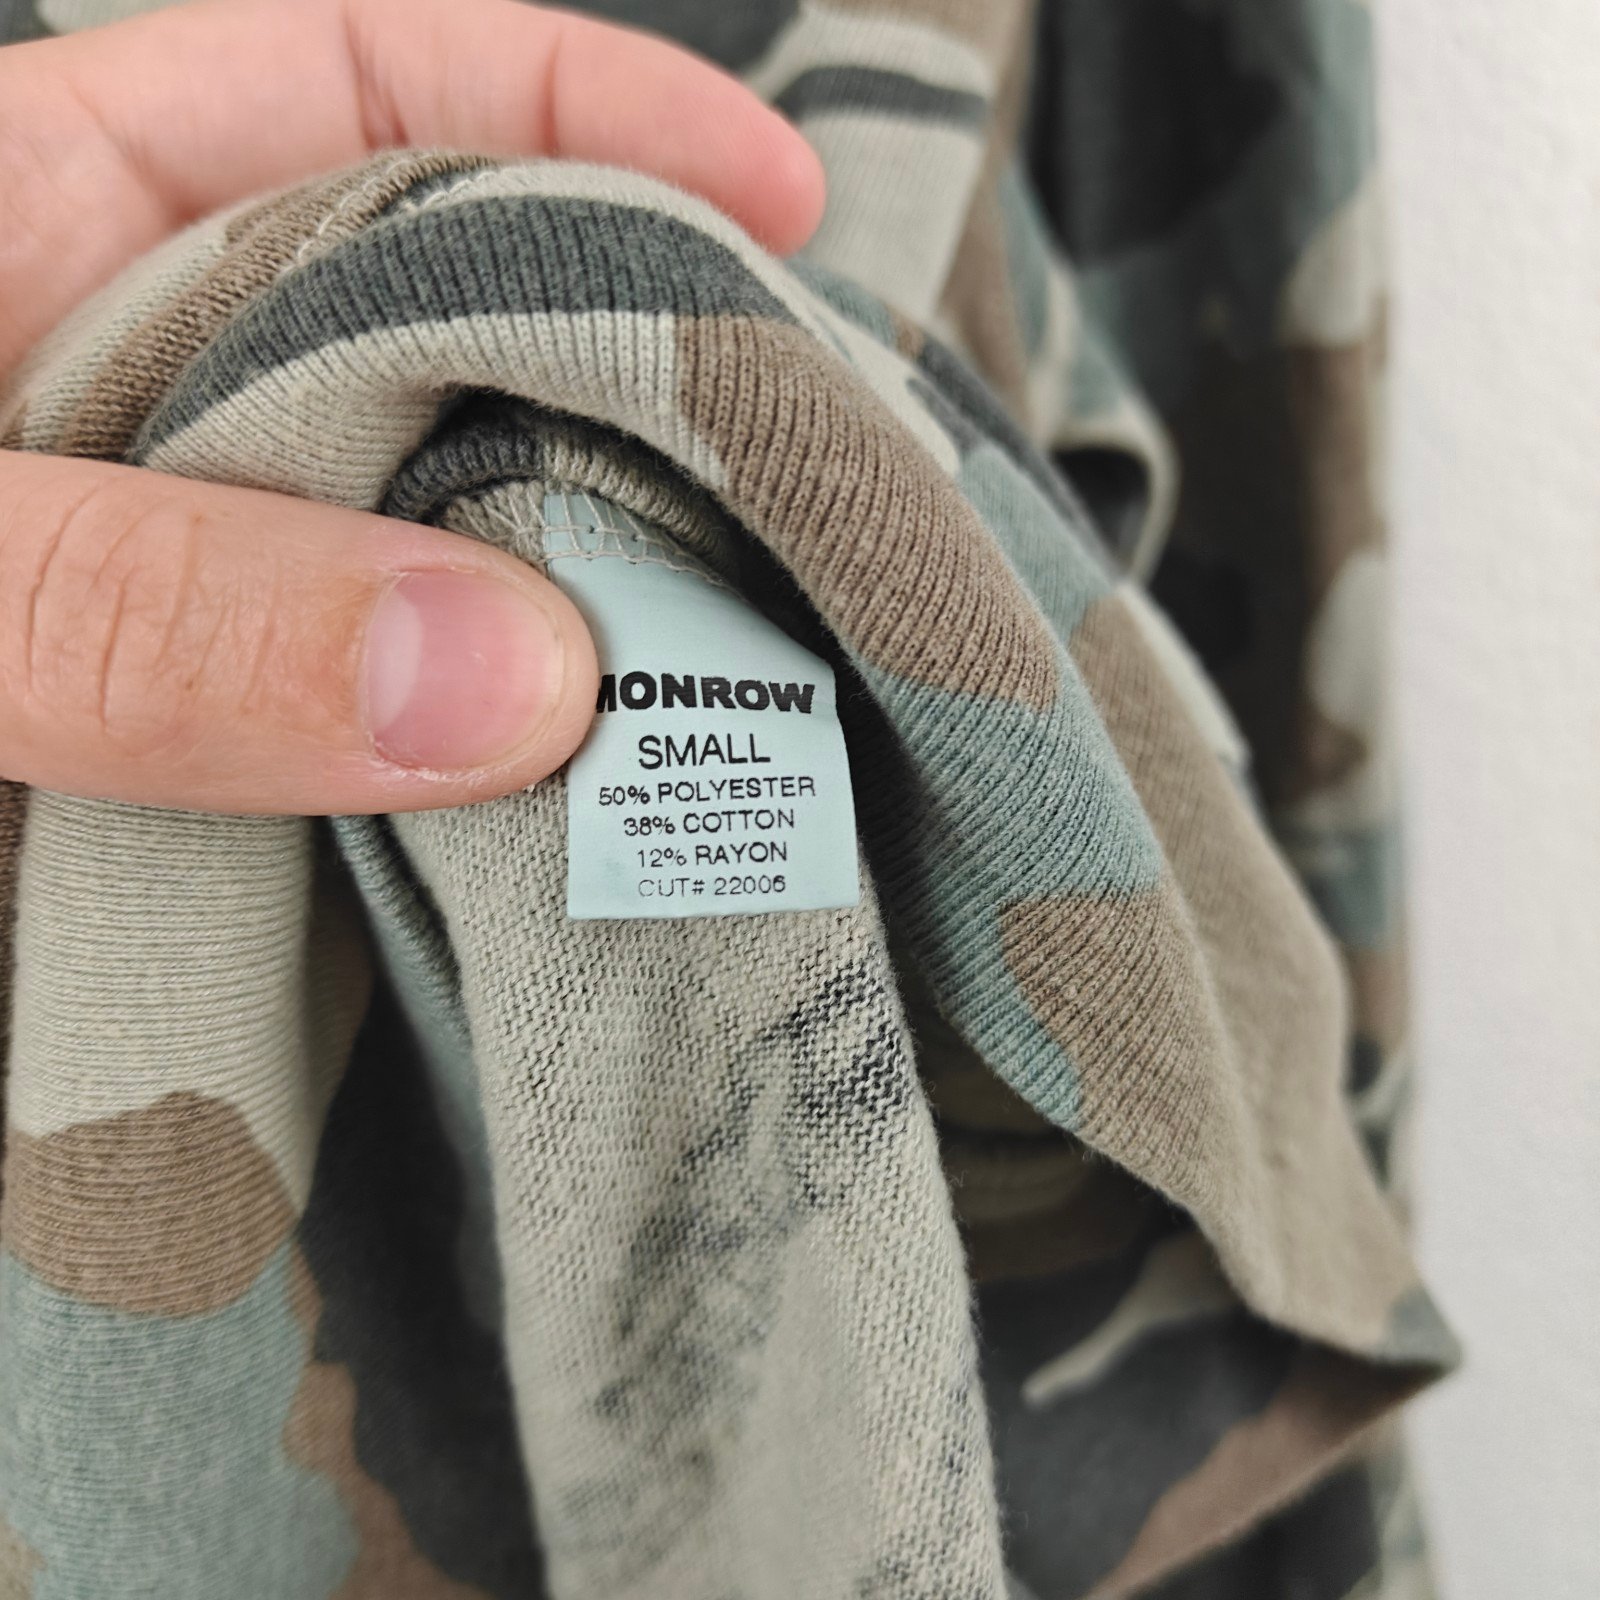 MONROW
SMALL
50% POLYESTER
38% COTTON
12% RAYON
CUT# 22006